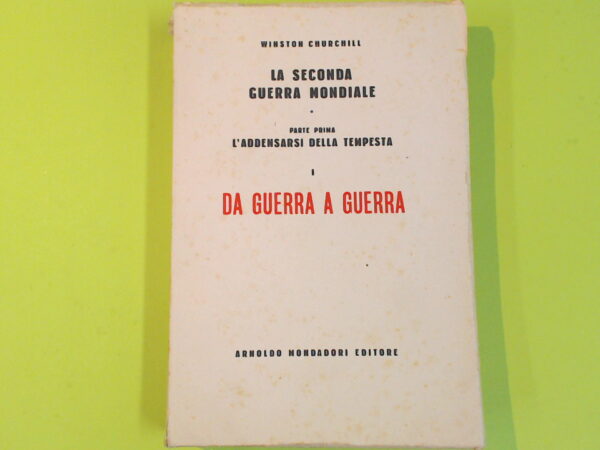 WINSTON CHURCHILL
LA SECONDA
GUERRA MONDIALE
PARTE PRIMA
L'ADDENSARSI DELLA TEMPESTA
I
DA GUERRA A GUERRA
ARNOLDO MONDADORI EDITORE